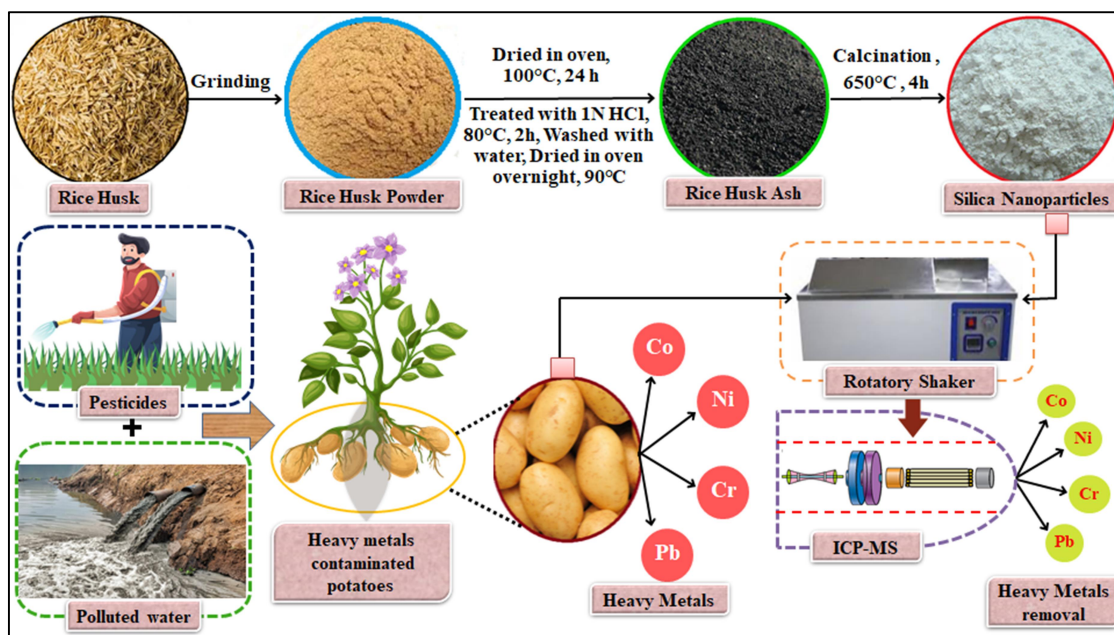 Grinding
Dried in oven,
100°C, 24 h
Treated with 1N HCl,
80°C, 2h, Washed with
water, Dried in oven
overnight, 90°C
Calcination ,
650°C , 4h
Rice Husk
Rice Husk Powder
Rice Husk Ash
Silica Nanoparticles
Pesticides
+
Polluted water
Heavy metals
contaminated
potatoes
Co
Ni
Cr
Pb
Heavy Metals
Rotatory Shaker
ICP-MS
Co
Ni
Cr
Pb
Heavy Metals
removal